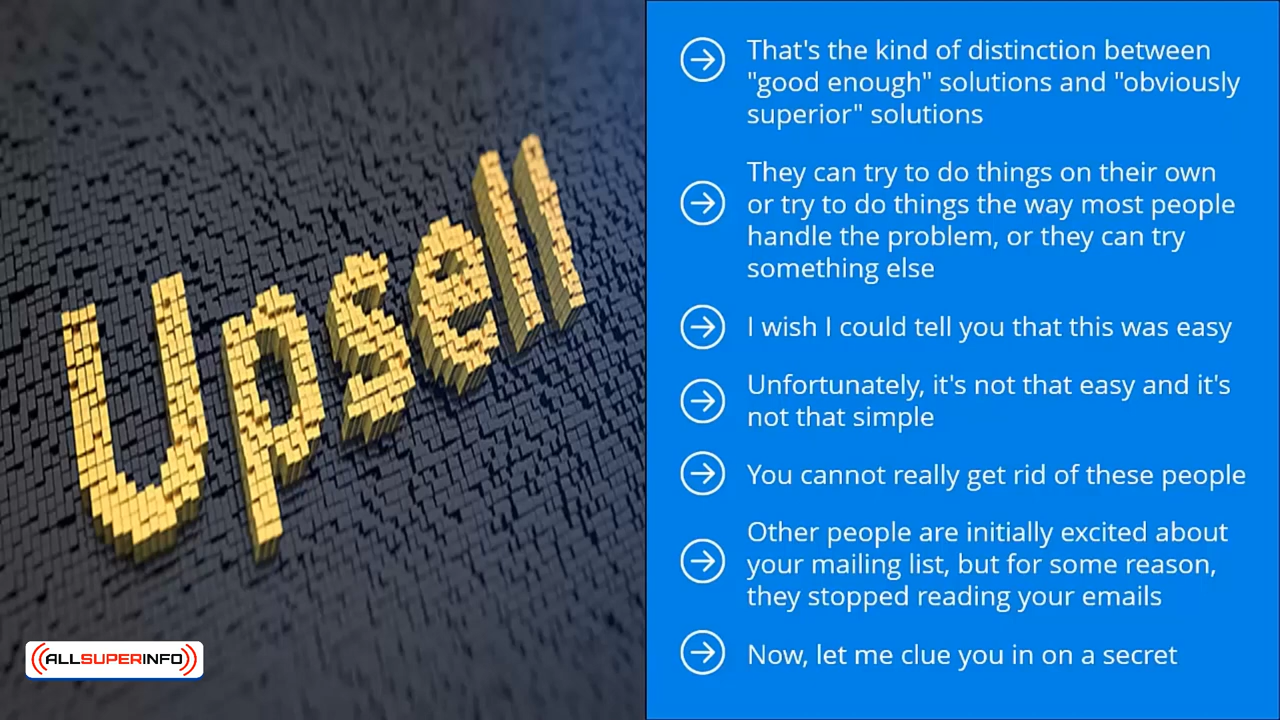 Upsell
ALLSUPERINFO
That's the kind of distinction between
"good enough" solutions and "obviously
superior" solutions
They can try to do things on their own
or try to do things the way most people
handle the problem, or they can try
something else
I wish I could tell you that this was easy
Unfortunately, it's not that easy and it's
not that simple
You cannot really get rid of these people
Other people are initially excited about
your mailing list, but for some reason,
they stopped reading your emails
Now, let me clue you in on a secret